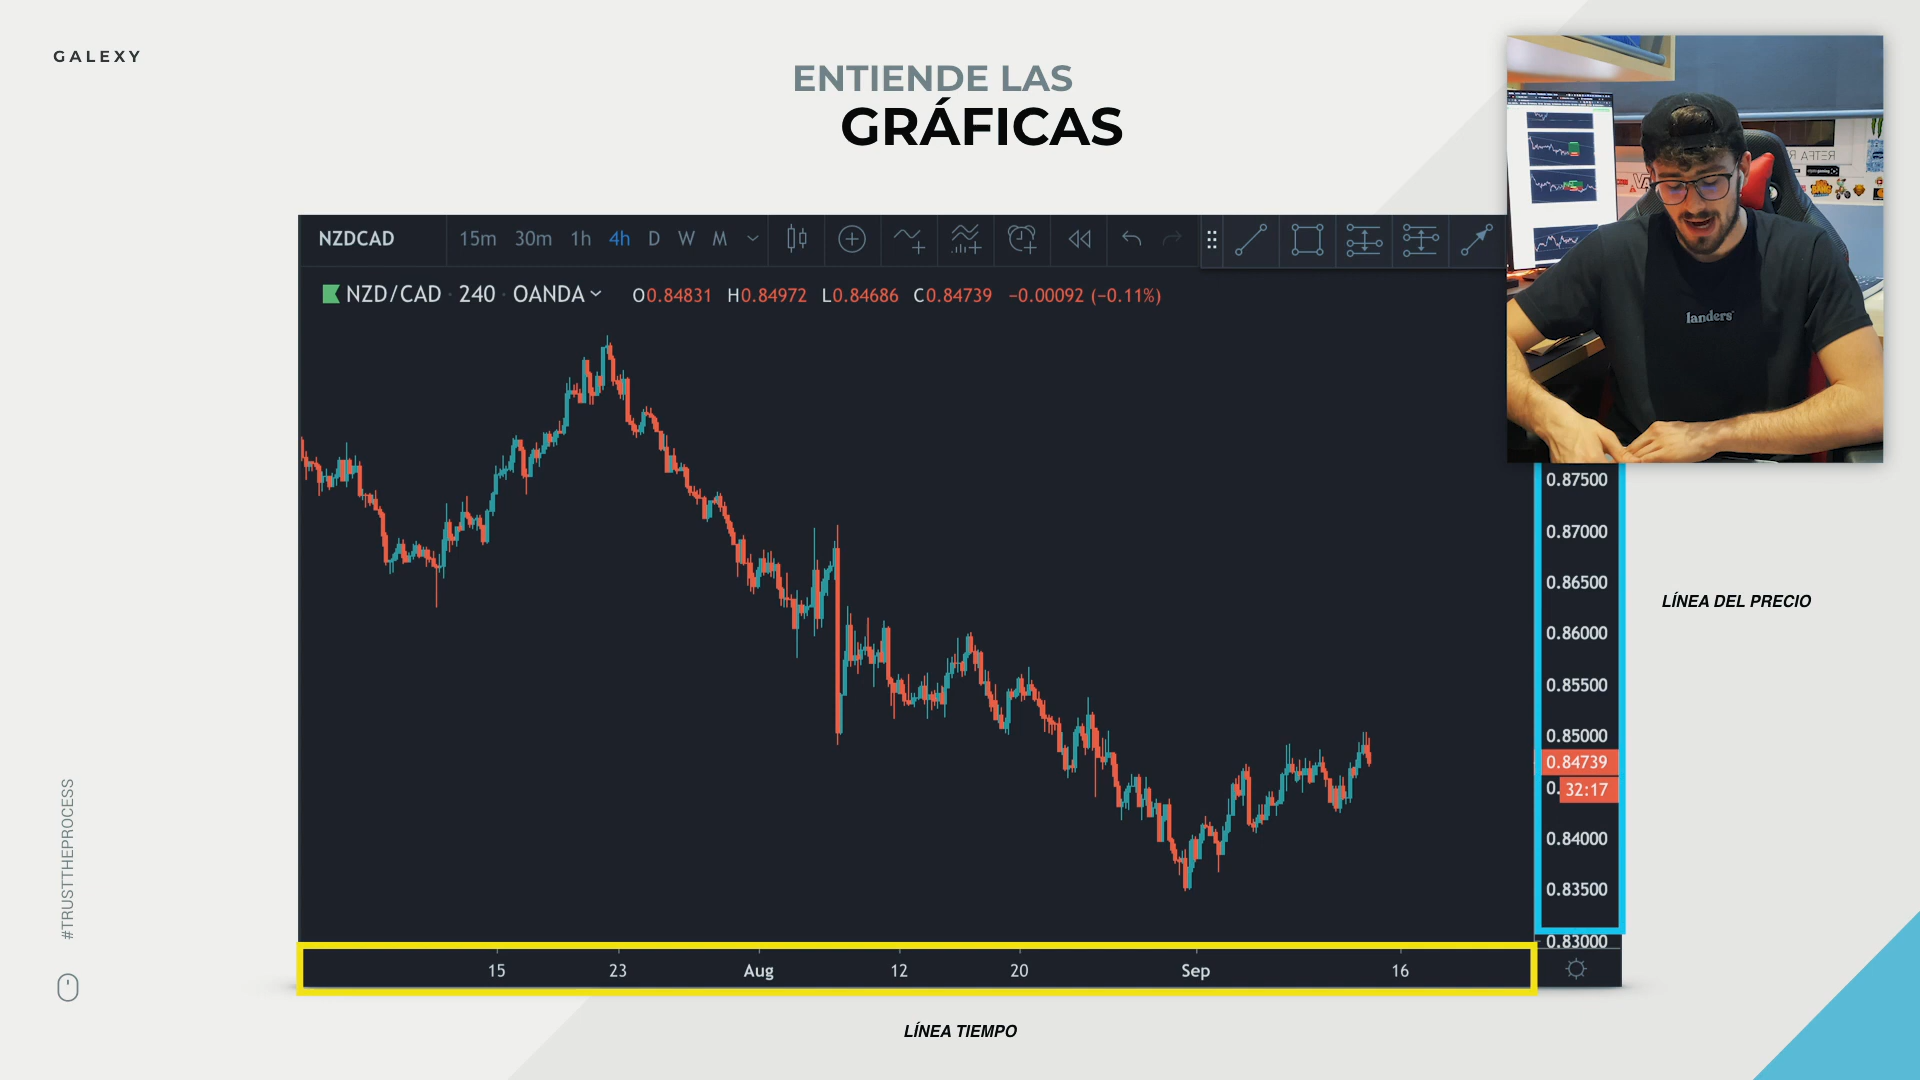 GALEXY
ENTIENDE LAS
GRÁFICAS
NZDCAD 15m 30m 1h 4h D W M
NZD/CAD · 240 · OANDA O0.84831 H0.84972 L0.84686 C0.84739 −0.00092 (−0.11%)
landers
0.87500
0.87000
0.86500
0.86000
0.85500
0.85000
0.84739
0. 32:17
0.84000
0.83500
0.83000
LÍNEA DEL PRECIO
15 23 Aug 12 20 Sep 16
LÍNEA TIEMPO
#TRUSTTHEPROCESS